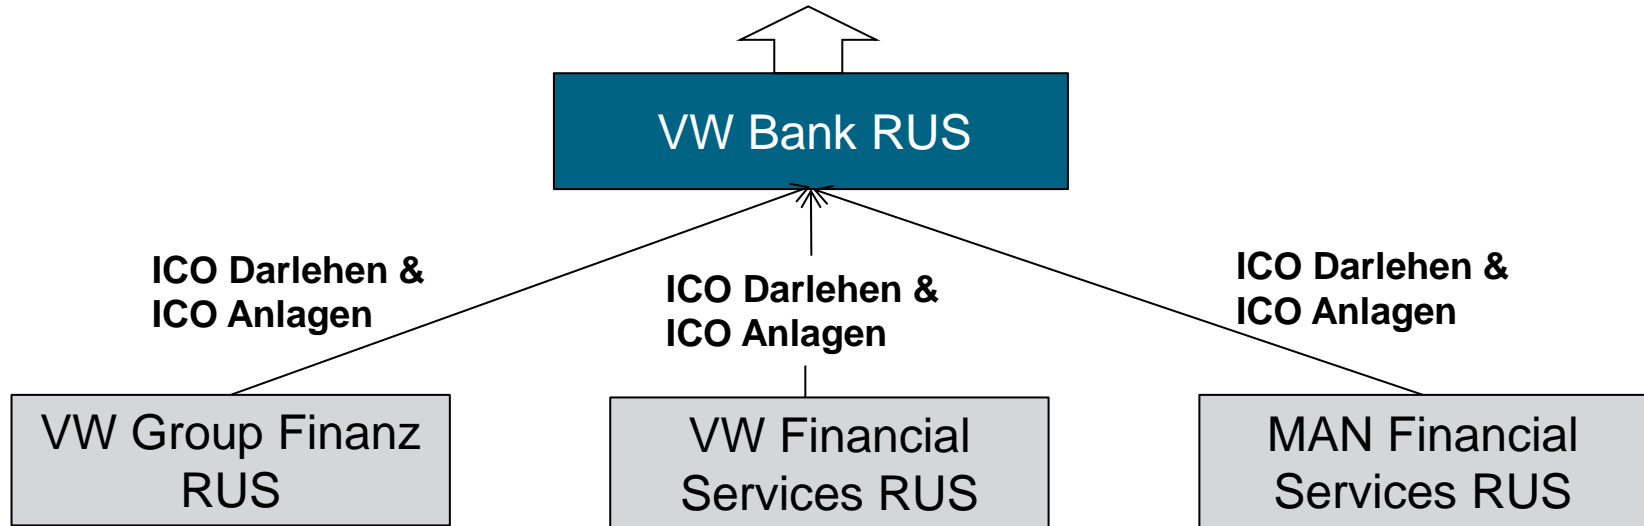 VW Bank RUS
ICO Darlehen &
ICO Anlagen
ICO Darlehen &
ICO Anlagen
ICO Darlehen &
ICO Anlagen
VW Group Finanz
RUS
VW Financial
Services RUS
MAN Financial
Services RUS